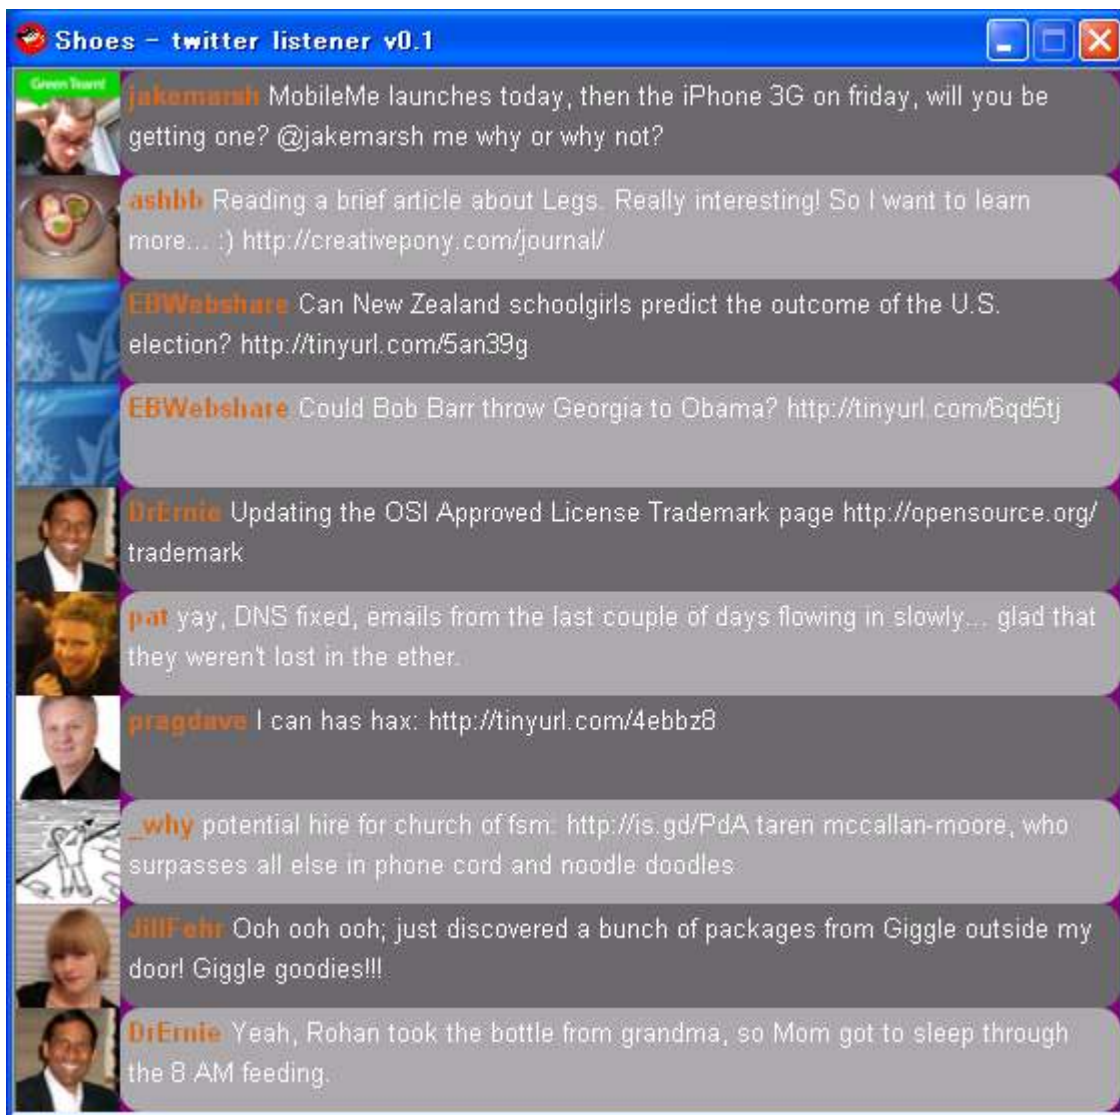 Shoes - twitter listener v0.1
Green Team!
jakemarsh MobileMe launches today, then the iPhone 3G on friday, will you be
getting one? @jakemarsh me why or why not?
ashbb Reading a brief article about Legs. Really interesting! So I want to learn
more... :) http://creativepony.com/journal/
EBWebshare Can New Zealand schoolgirls predict the outcome of the U.S.
election? http://tinyurl.com/5an39g
EBWebshare Could Bob Barr throw Georgia to Obama? http://tinyurl.com/6qd5tj
DrErnie Updating the OSI Approved License Trademark page http://opensource.org/
trademark
pat yay, DNS fixed, emails from the last couple of days flowing in slowly... glad that
they weren't lost in the ether.
pragdave I can has hax: http://tinyurl.com/4ebbz8
_why potential hire for church of fsm: http://is.gd/PdA taren mccallan-moore, who
surpasses all else in phone cord and noodle doodles
JillFehr Ooh ooh ooh; just discovered a bunch of packages from Giggle outside my
door! Giggle goodies!!!
DrErnie Yeah, Rohan took the bottle from grandma, so Mom got to sleep through
the 8 AM feeding.